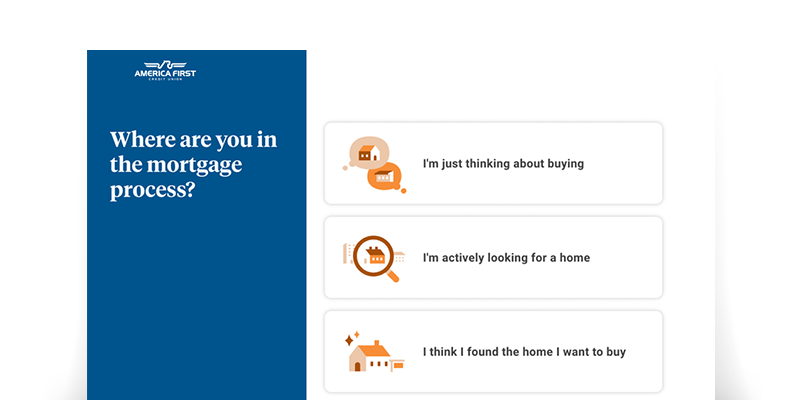 AMERICA FIRST
CREDIT UNION
Where are you in
the mortgage
process?
I'm just thinking about buying
I'm actively looking for a home
I think I found the home I want to buy